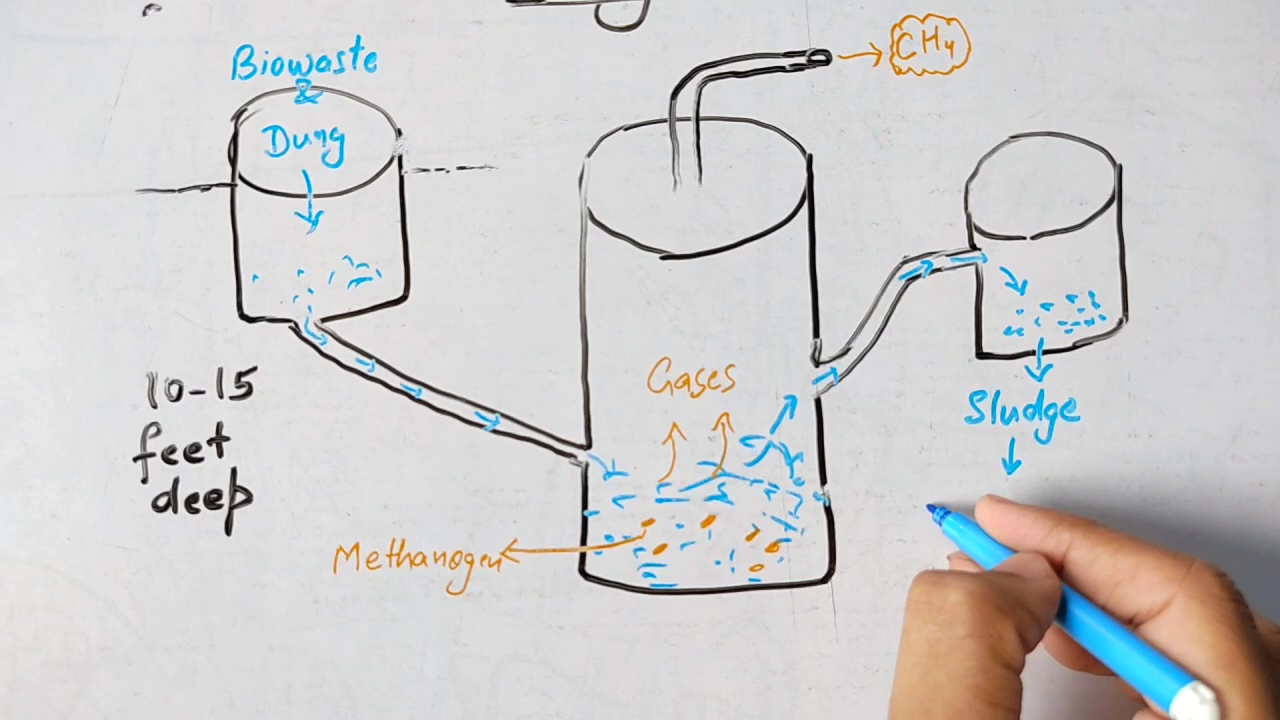 Biowaste
&
Dung
10-15
feet
deep
CH4
Gases
Methanogen
Sludge